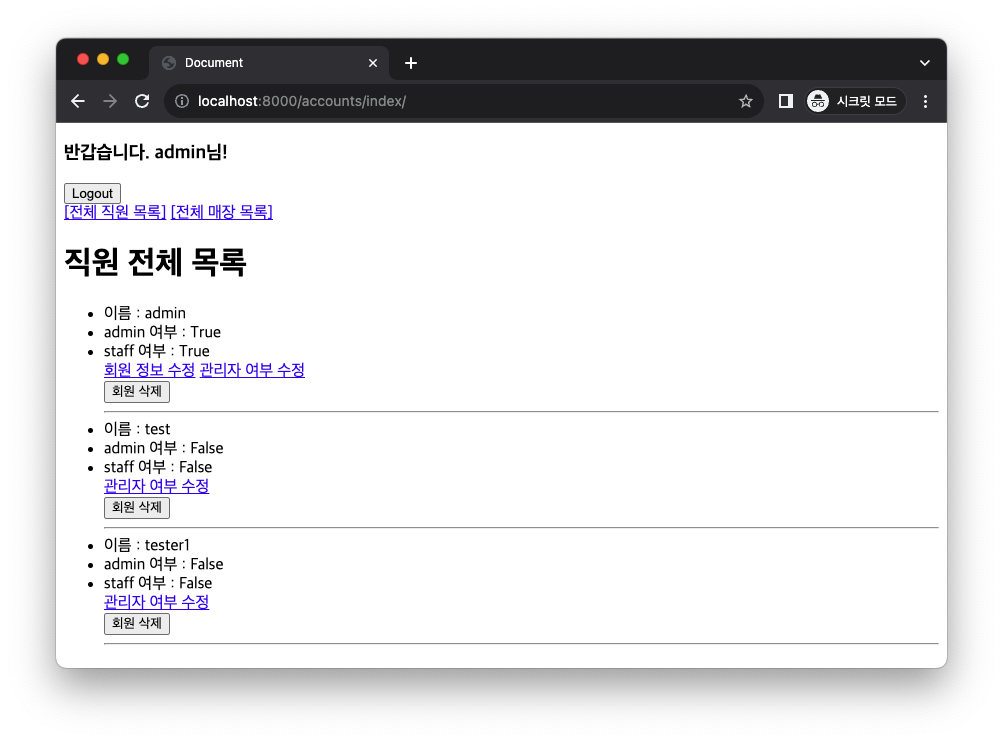 Document
localhost:8000/accounts/index/
시크릿 모드
반갑습니다. admin님!
Logout
[전체 직원 목록] [전체 매장 목록]
직원 전체 목록
이름 : admin
admin 여부 : True
staff 여부 : True
회원 정보 수정 관리자 여부 수정
회원 삭제
이름 : test
admin 여부 : False
staff 여부 : False
관리자 여부 수정
회원 삭제
이름 : tester1
admin 여부 : False
staff 여부 : False
관리자 여부 수정
회원 삭제